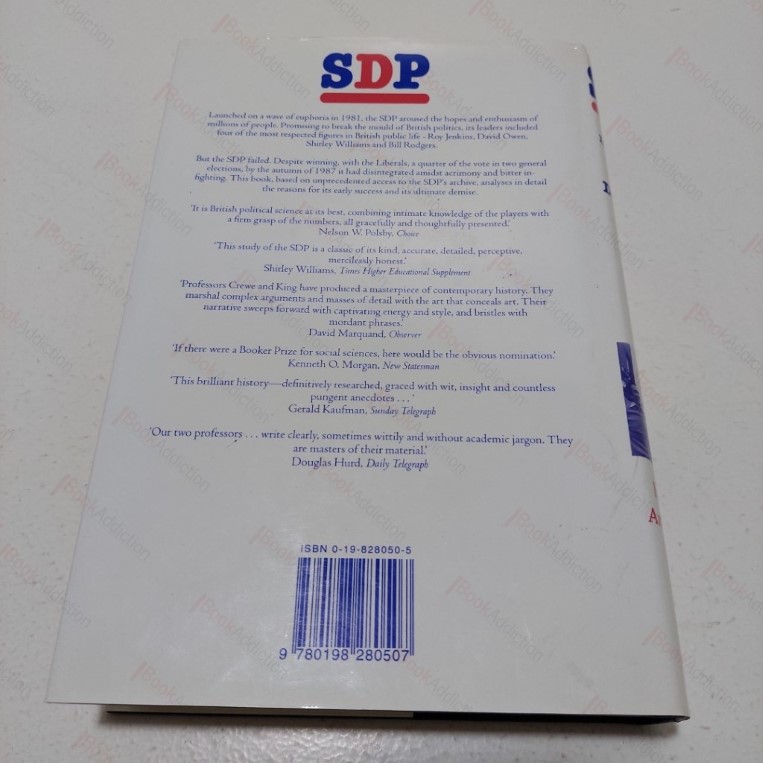 SDP
Launched on a wave of euphoria in 1981, the SDP aroused the hopes and enthusiasm of
millions of people. Promising to break the mould of British politics, its leaders included
four of the most respected figures in British public life - Roy Jenkins, David Owen,
Shirley Williams and Bill Rodgers.
But the SDP failed. Despite winning, with the Liberals, a quarter of the vote in two general
elections, by the autumn of 1987 it had disintegrated amidst acrimony and bitter in-
fighting. This book, based on unprecedented access to the SDP's archive, analyses in detail
the reasons for its early success and its ultimate demise.
'It is British political science at its best, combining intimate knowledge of the players with
a firm grasp of the numbers, all gracefully and thoughtfully presented.'
Nelson W. Polsby, Choice
'This study of the SDP is a classic of its kind, accurate, detailed, perceptive,
mercilessly honest.'
Shirley Williams, Times Higher Educational Supplement
'Professors Crewe and King have produced a masterpiece of contemporary history. They
marshal complex arguments and masses of detail with the art that conceals art. Their
narrative sweeps forward with captivating energy and style, and bristles with
mordant phrases.'
David Marquand, Observer
'If there were a Booker Prize for social sciences, here would be the obvious nomination.'
Kenneth O. Morgan, New Statesman
'This brilliant history—definitively researched, graced with wit, insight and countless
pungent anecdotes . . .'
Gerald Kaufman, Sunday Telegraph
'Our two professors . . . write clearly, sometimes wittily and without academic jargon. They
are masters of their material.'
Douglas Hurd, Daily Telegraph
ISBN 0-19-828050-5
9 780198 280507
BookAddiction